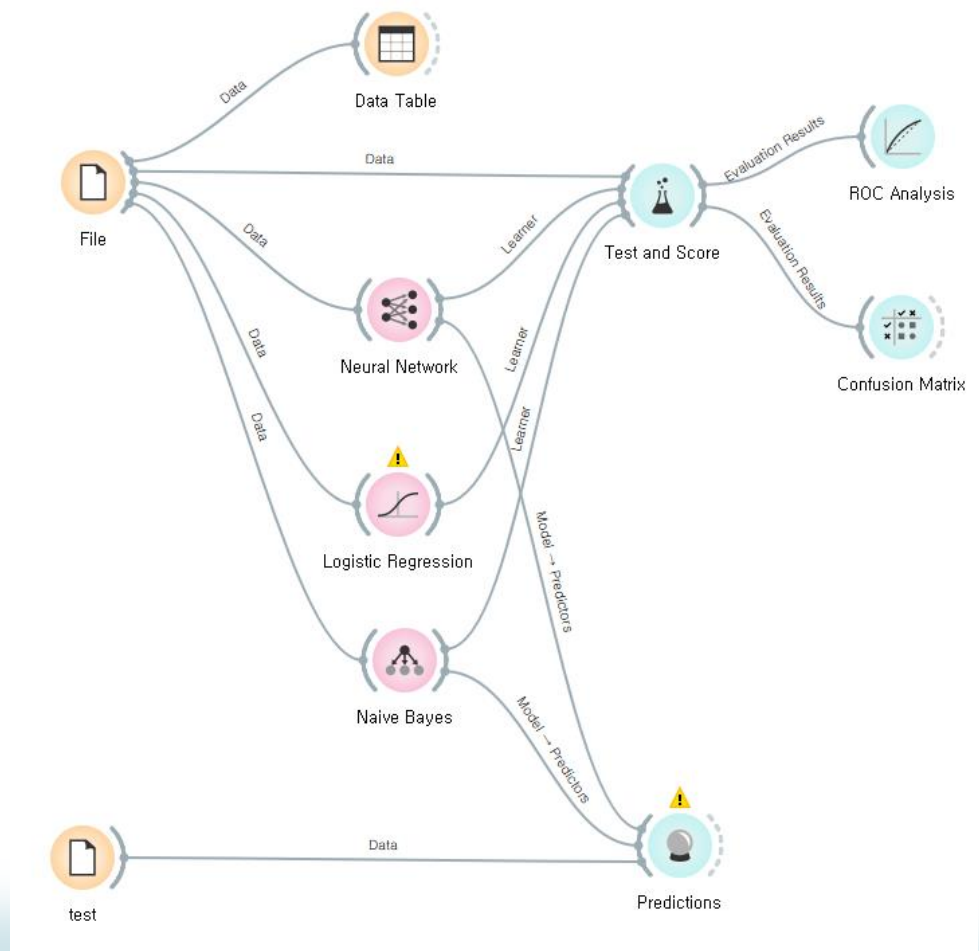 Data Table
Data
Data
File
Data
Neural Network
Learner
Test and Score
Evaluation Results
ROC Analysis
Evaluation Results
Confusion Matrix
Data
Learner
Logistic Regression
Data
Learner
Naive Bayes
Model → Predictors
Model → Predictors
test
Data
Predictions